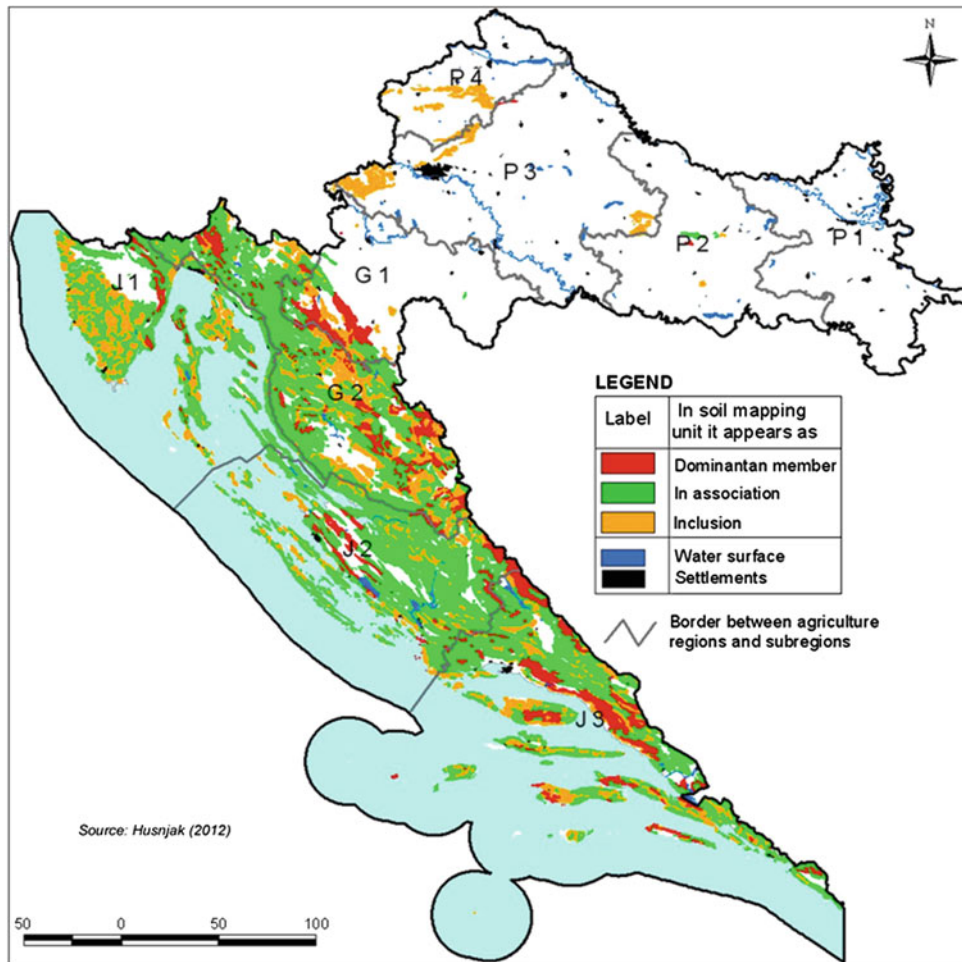 N
P 4
P 3
P 2
P 1
G 1
J 1
G 2
J 2
J 3
LEGEND
Label
In soil mapping
unit it appears as
Dominantan member
In association
Inclusion
Water surface
Settlements
Border between agriculture
regions and subregions
Source: Husnjak (2012)
50 0 50 100